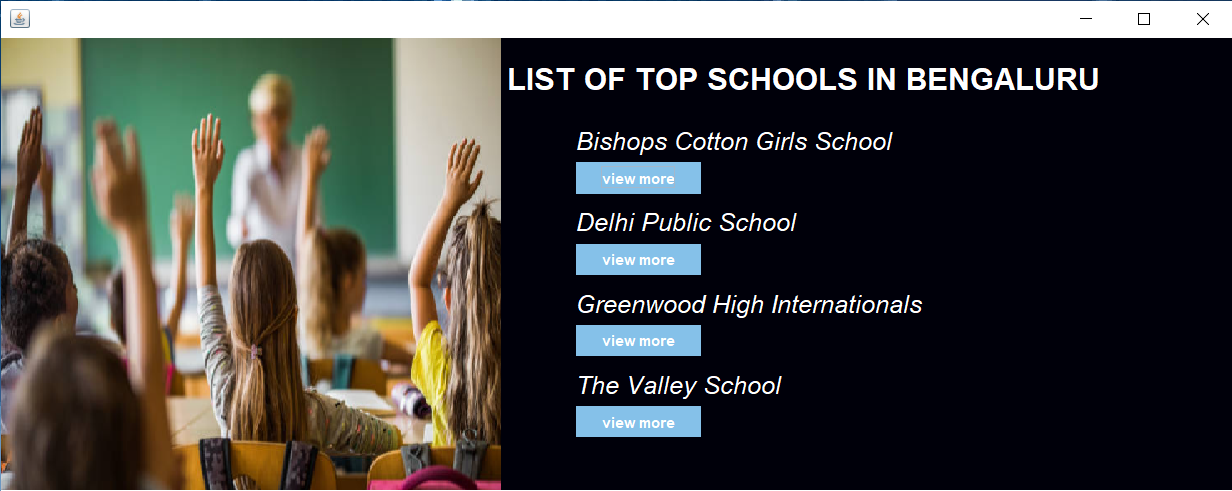 LIST OF TOP SCHOOLS IN BENGALURU
Bishops Cotton Girls School
view more
Delhi Public School
view more
Greenwood High Internationals
view more
The Valley School
view more